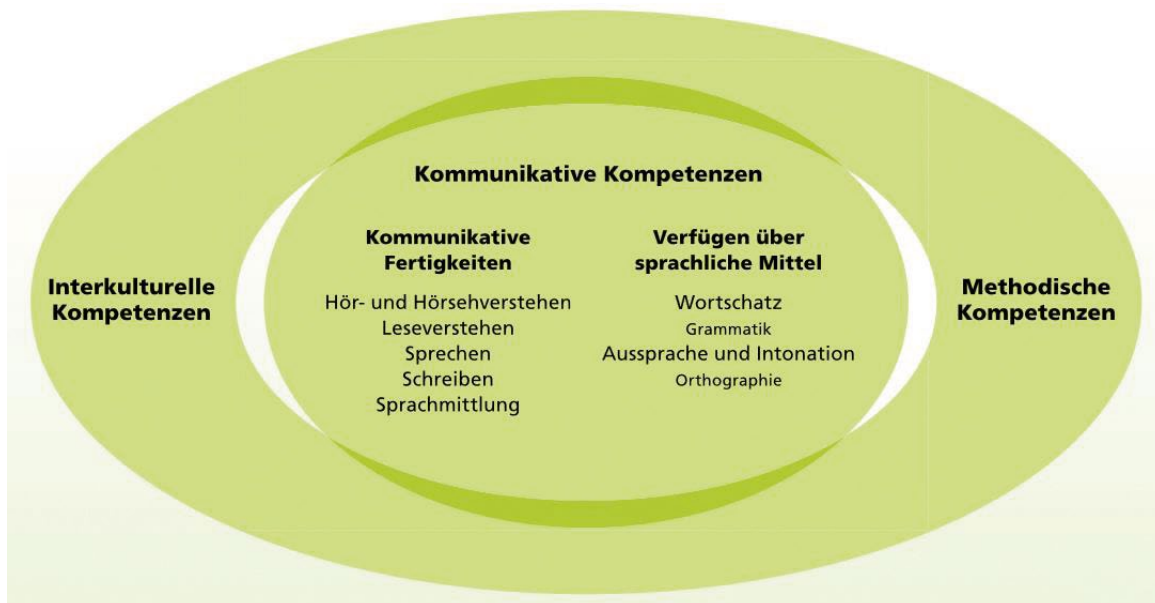 Kommunikative Kompetenzen
Kommunikative
Fertigkeiten
Hör- und Hörsehverstehen
Leseverstehen
Sprechen
Schreiben
Sprachmittlung
Verfügen über
sprachliche Mittel
Wortschatz
Grammatik
Aussprache und Intonation
Orthographie
Interkulturelle
Kompetenzen
Methodische
Kompetenzen